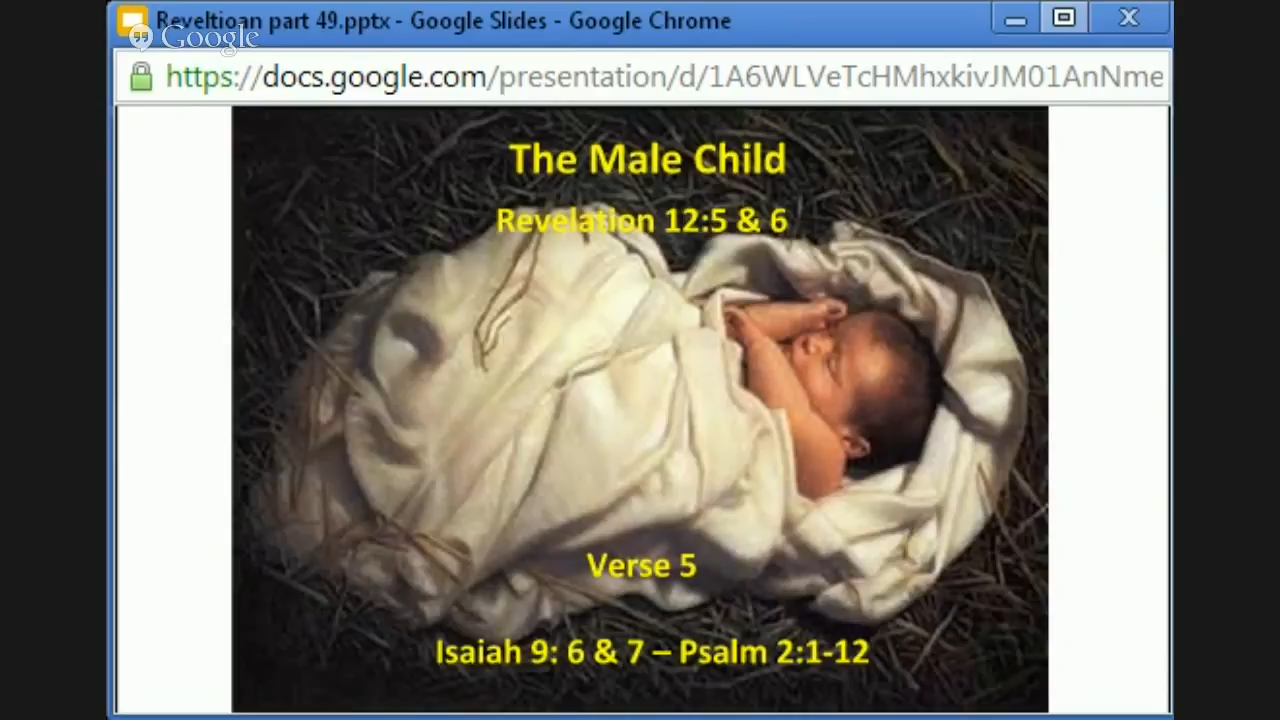 Reveltioan part 49.pptx - Google Slides - Google Chrome
Google
https://docs.google.com/presentation/d/1A6WLVeTcHMhxkivJM01AnNme
The Male Child
Revelation 12:5 & 6
Verse 5
Isaiah 9: 6 & 7 – Psalm 2:1-12